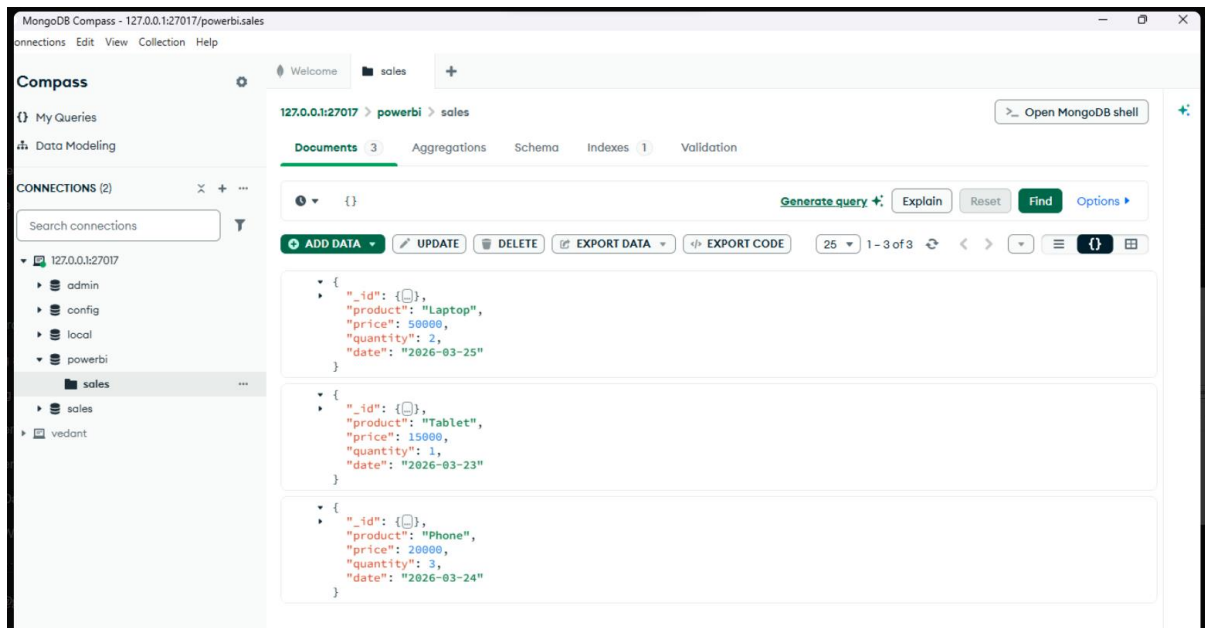 MongoDB Compass - 127.0.0.1:27017/powerbi.sales
onnections Edit View Collection Help
Compass
{} My Queries
Data Modeling
CONNECTIONS (2)
Search connections
127.0.0.1:27017
admin
config
local
powerbi
sales
sales
vedant
Welcome
sales
127.0.0.1:27017 > powerbi > sales
>_ Open MongoDB shell
Documents 3 Aggregations Schema Indexes 1 Validation
{} Generate query Explain Reset Find Options
ADD DATA UPDATE DELETE EXPORT DATA </> EXPORT CODE 25 1 – 3 of 3 {}
{
"_id": {…},
"product": "Laptop",
"price": 50000,
"quantity": 2,
"date": "2026-03-25"
}
{
"_id": {…},
"product": "Tablet",
"price": 15000,
"quantity": 1,
"date": "2026-03-23"
}
{
"_id": {…},
"product": "Phone",
"price": 20000,
"quantity": 3,
"date": "2026-03-24"
}